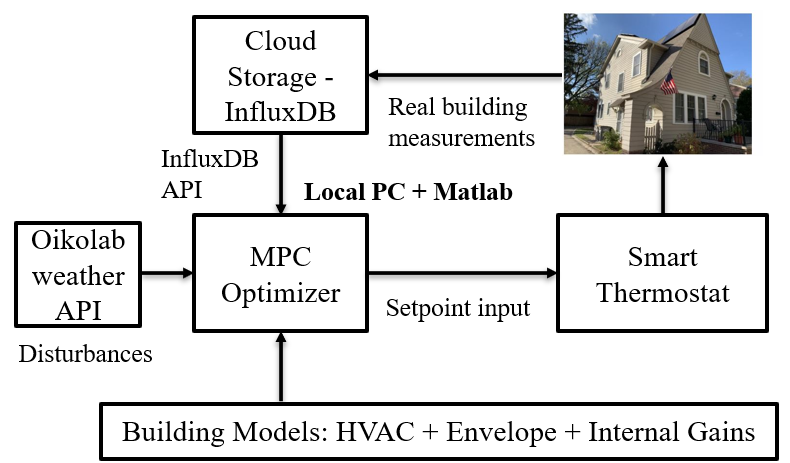 Cloud
Storage -
InfluxDB
Real building
measurements
InfluxDB
API
Local PC + Matlab
Oikolab
weather
API
MPC
Optimizer
Smart
Thermostat
Setpoint input
Disturbances
Building Models: HVAC + Envelope + Internal Gains